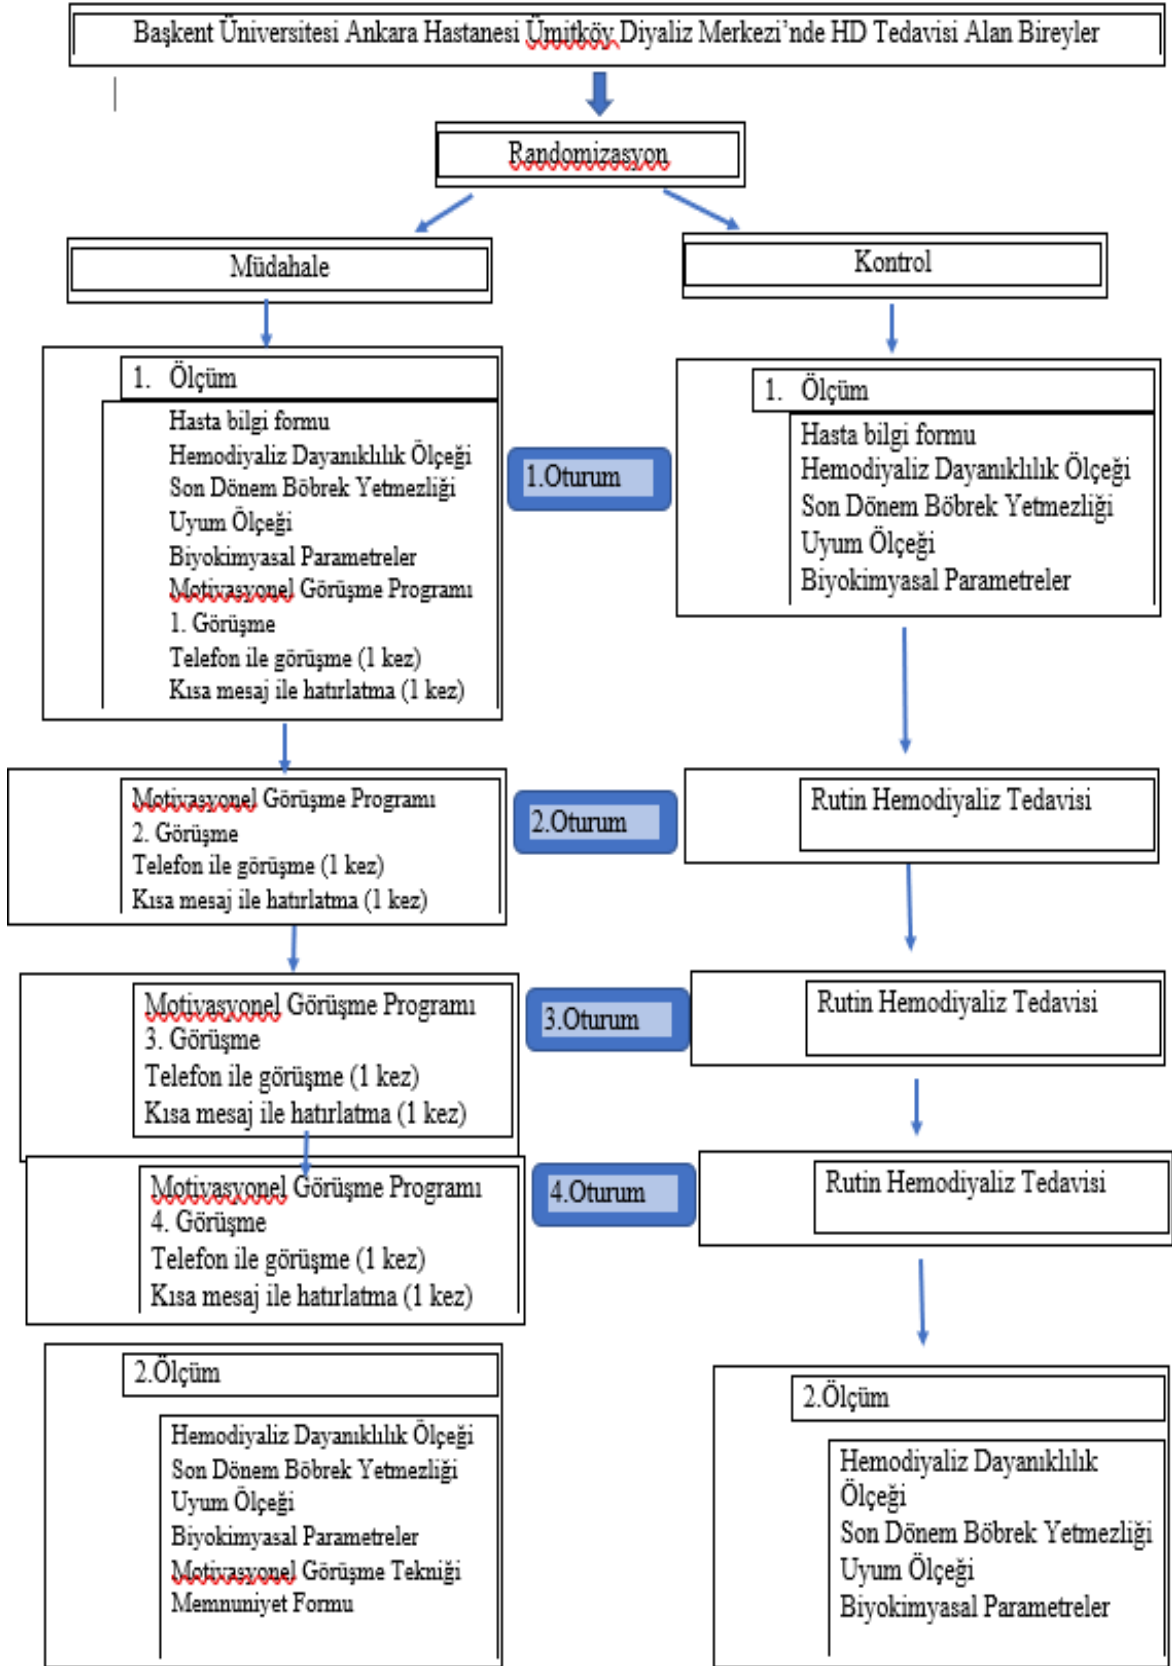 Başkent Üniversitesi Ankara Hastanesi Ümitköy Diyaliz Merkezi’nde HD Tedavisi Alan Bireyler
Randomizasyon
Müdahale
Kontrol
1. Ölçüm
Hasta bilgi formu
Hemodiyaliz Dayanıklılık Ölçeği
Son Dönem Böbrek Yetmezliği
Uyum Ölçeği
Biyokimyasal Parametreler
Motivasyonel Görüşme Programı
1. Görüşme
Telefon ile görüşme (1 kez)
Kısa mesaj ile hatırlatma (1 kez)
1.Oturum
1. Ölçüm
Hasta bilgi formu
Hemodiyaliz Dayanıklılık Ölçeği
Son Dönem Böbrek Yetmezliği
Uyum Ölçeği
Biyokimyasal Parametreler
Motivasyonel Görüşme Programı
2. Görüşme
Telefon ile görüşme (1 kez)
Kısa mesaj ile hatırlatma (1 kez)
2.Oturum
Rutin Hemodiyaliz Tedavisi
Motivasyonel Görüşme Programı
3. Görüşme
Telefon ile görüşme (1 kez)
Kısa mesaj ile hatırlatma (1 kez)
3.Oturum
Rutin Hemodiyaliz Tedavisi
Motivasyonel Görüşme Programı
4. Görüşme
Telefon ile görüşme (1 kez)
Kısa mesaj ile hatırlatma (1 kez)
4.Oturum
Rutin Hemodiyaliz Tedavisi
2.Ölçüm
Hemodiyaliz Dayanıklılık Ölçeği
Son Dönem Böbrek Yetmezliği
Uyum Ölçeği
Biyokimyasal Parametreler
Motivasyonel Görüşme Tekniği
Memnuniyet Formu
2.Ölçüm
Hemodiyaliz Dayanıklılık
Ölçeği
Son Dönem Böbrek Yetmezliği
Uyum Ölçeği
Biyokimyasal Parametreler